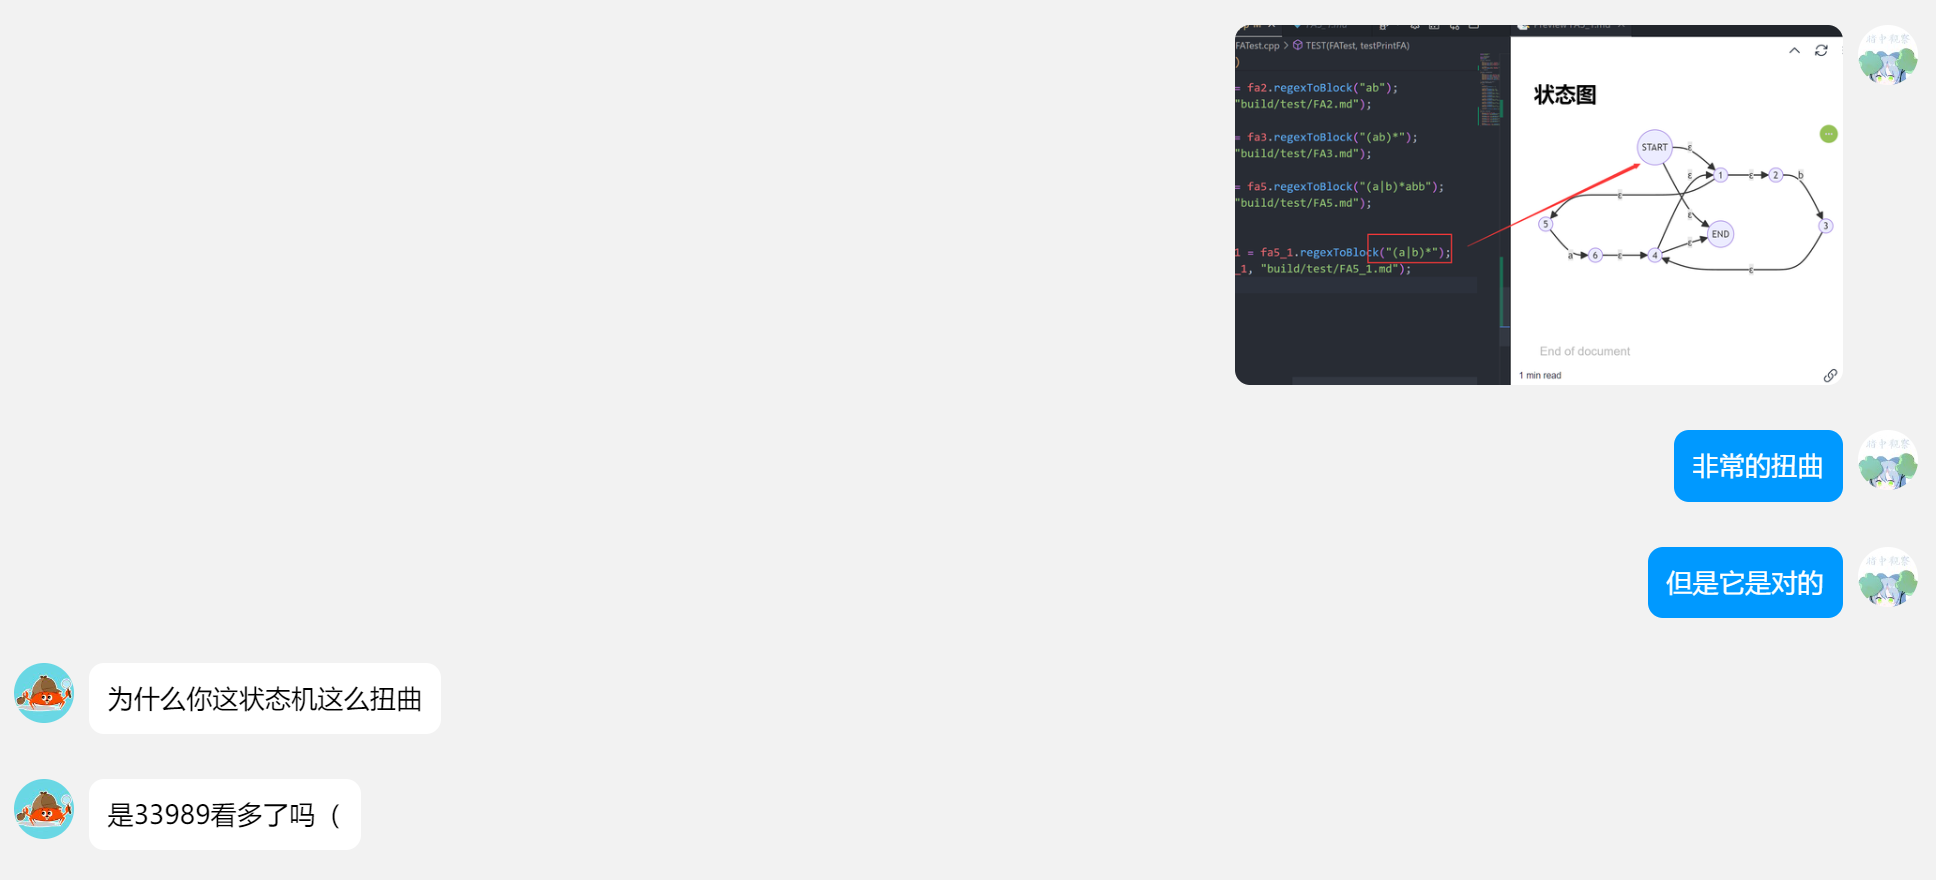 FATest.cpp > TEST(FATest, testPrintFA)
)
= fa2.regexToBlock("ab");
"build/test/FA2.md");
= fa3.regexToBlock("(ab)*");
"build/test/FA3.md");
= fa5.regexToBlock("(a|b)*abb");
"build/test/FA5.md");
1 = fa5_1.regexToBlock("(a|b)*");
_1, "build/test/FA5_1.md");
状态图
START
ε
ε
1
ε
2
b
ε
5
ε
END
3
ε
a
6
ε
4
ε
End of document
1 min read
非常的扭曲
但是它是对的
为什么你这状态机这么扭曲
是33989看多了吗（